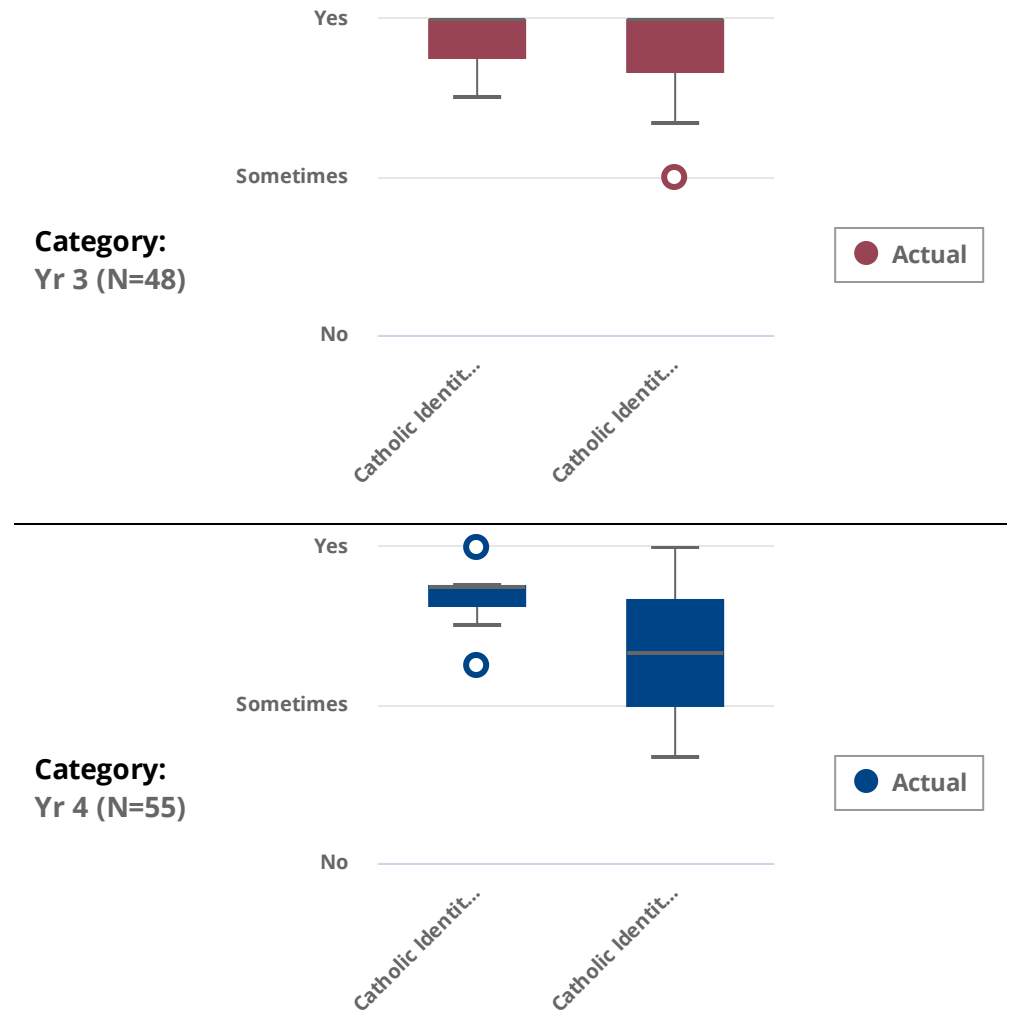 Yes
Sometimes
Category:
Yr 3 (N=48)
Actual
No
Catholic Identit...
Catholic Identit...
Yes
Sometimes
Category:
Yr 4 (N=55)
Actual
No
Catholic Identit...
Catholic Identit...